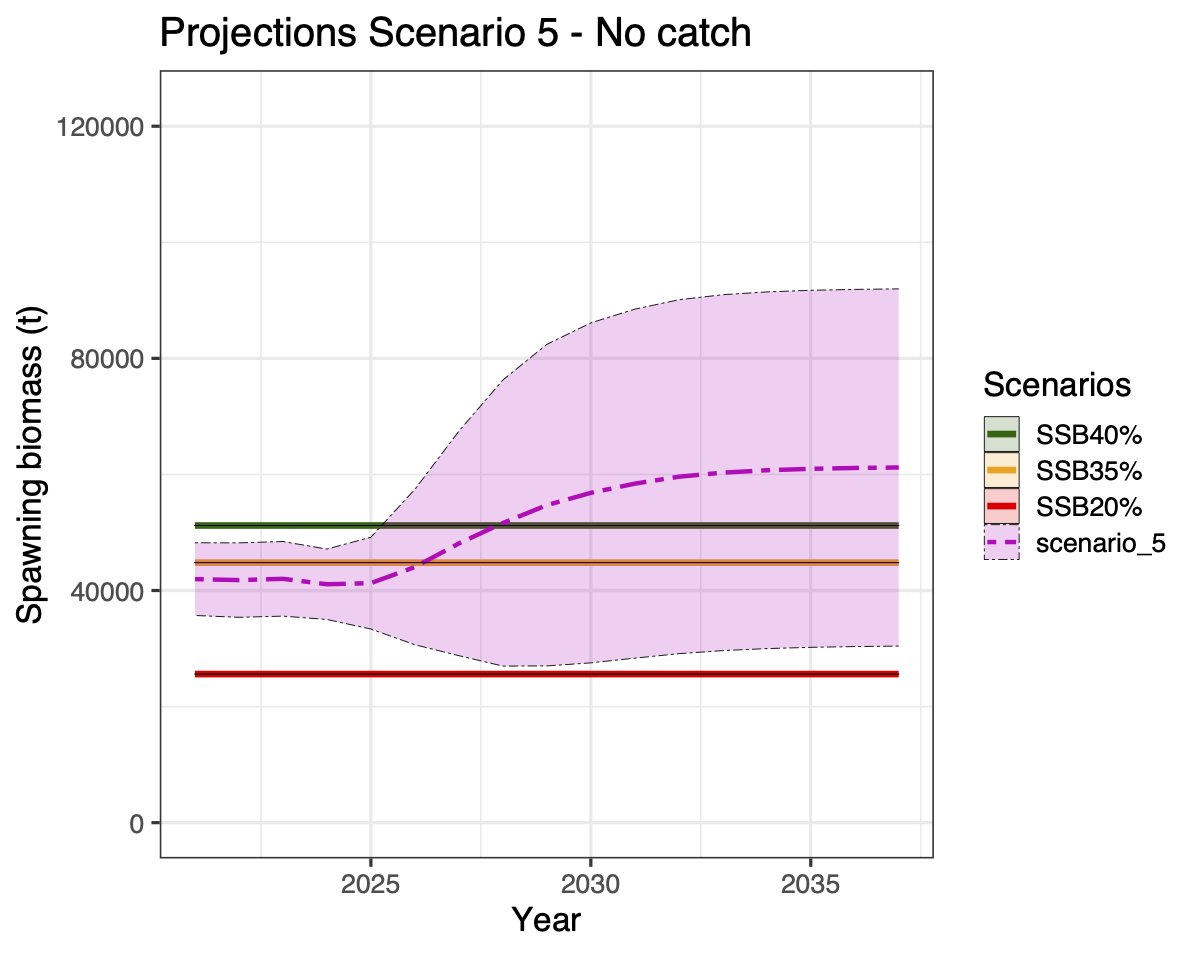 Projections Scenario 5 - No catch
120000
80000
40000
0
Spawning biomass (t)
2025
2030
2035
Year
Scenarios
SSB40%
SSB35%
SSB20%
scenario_5